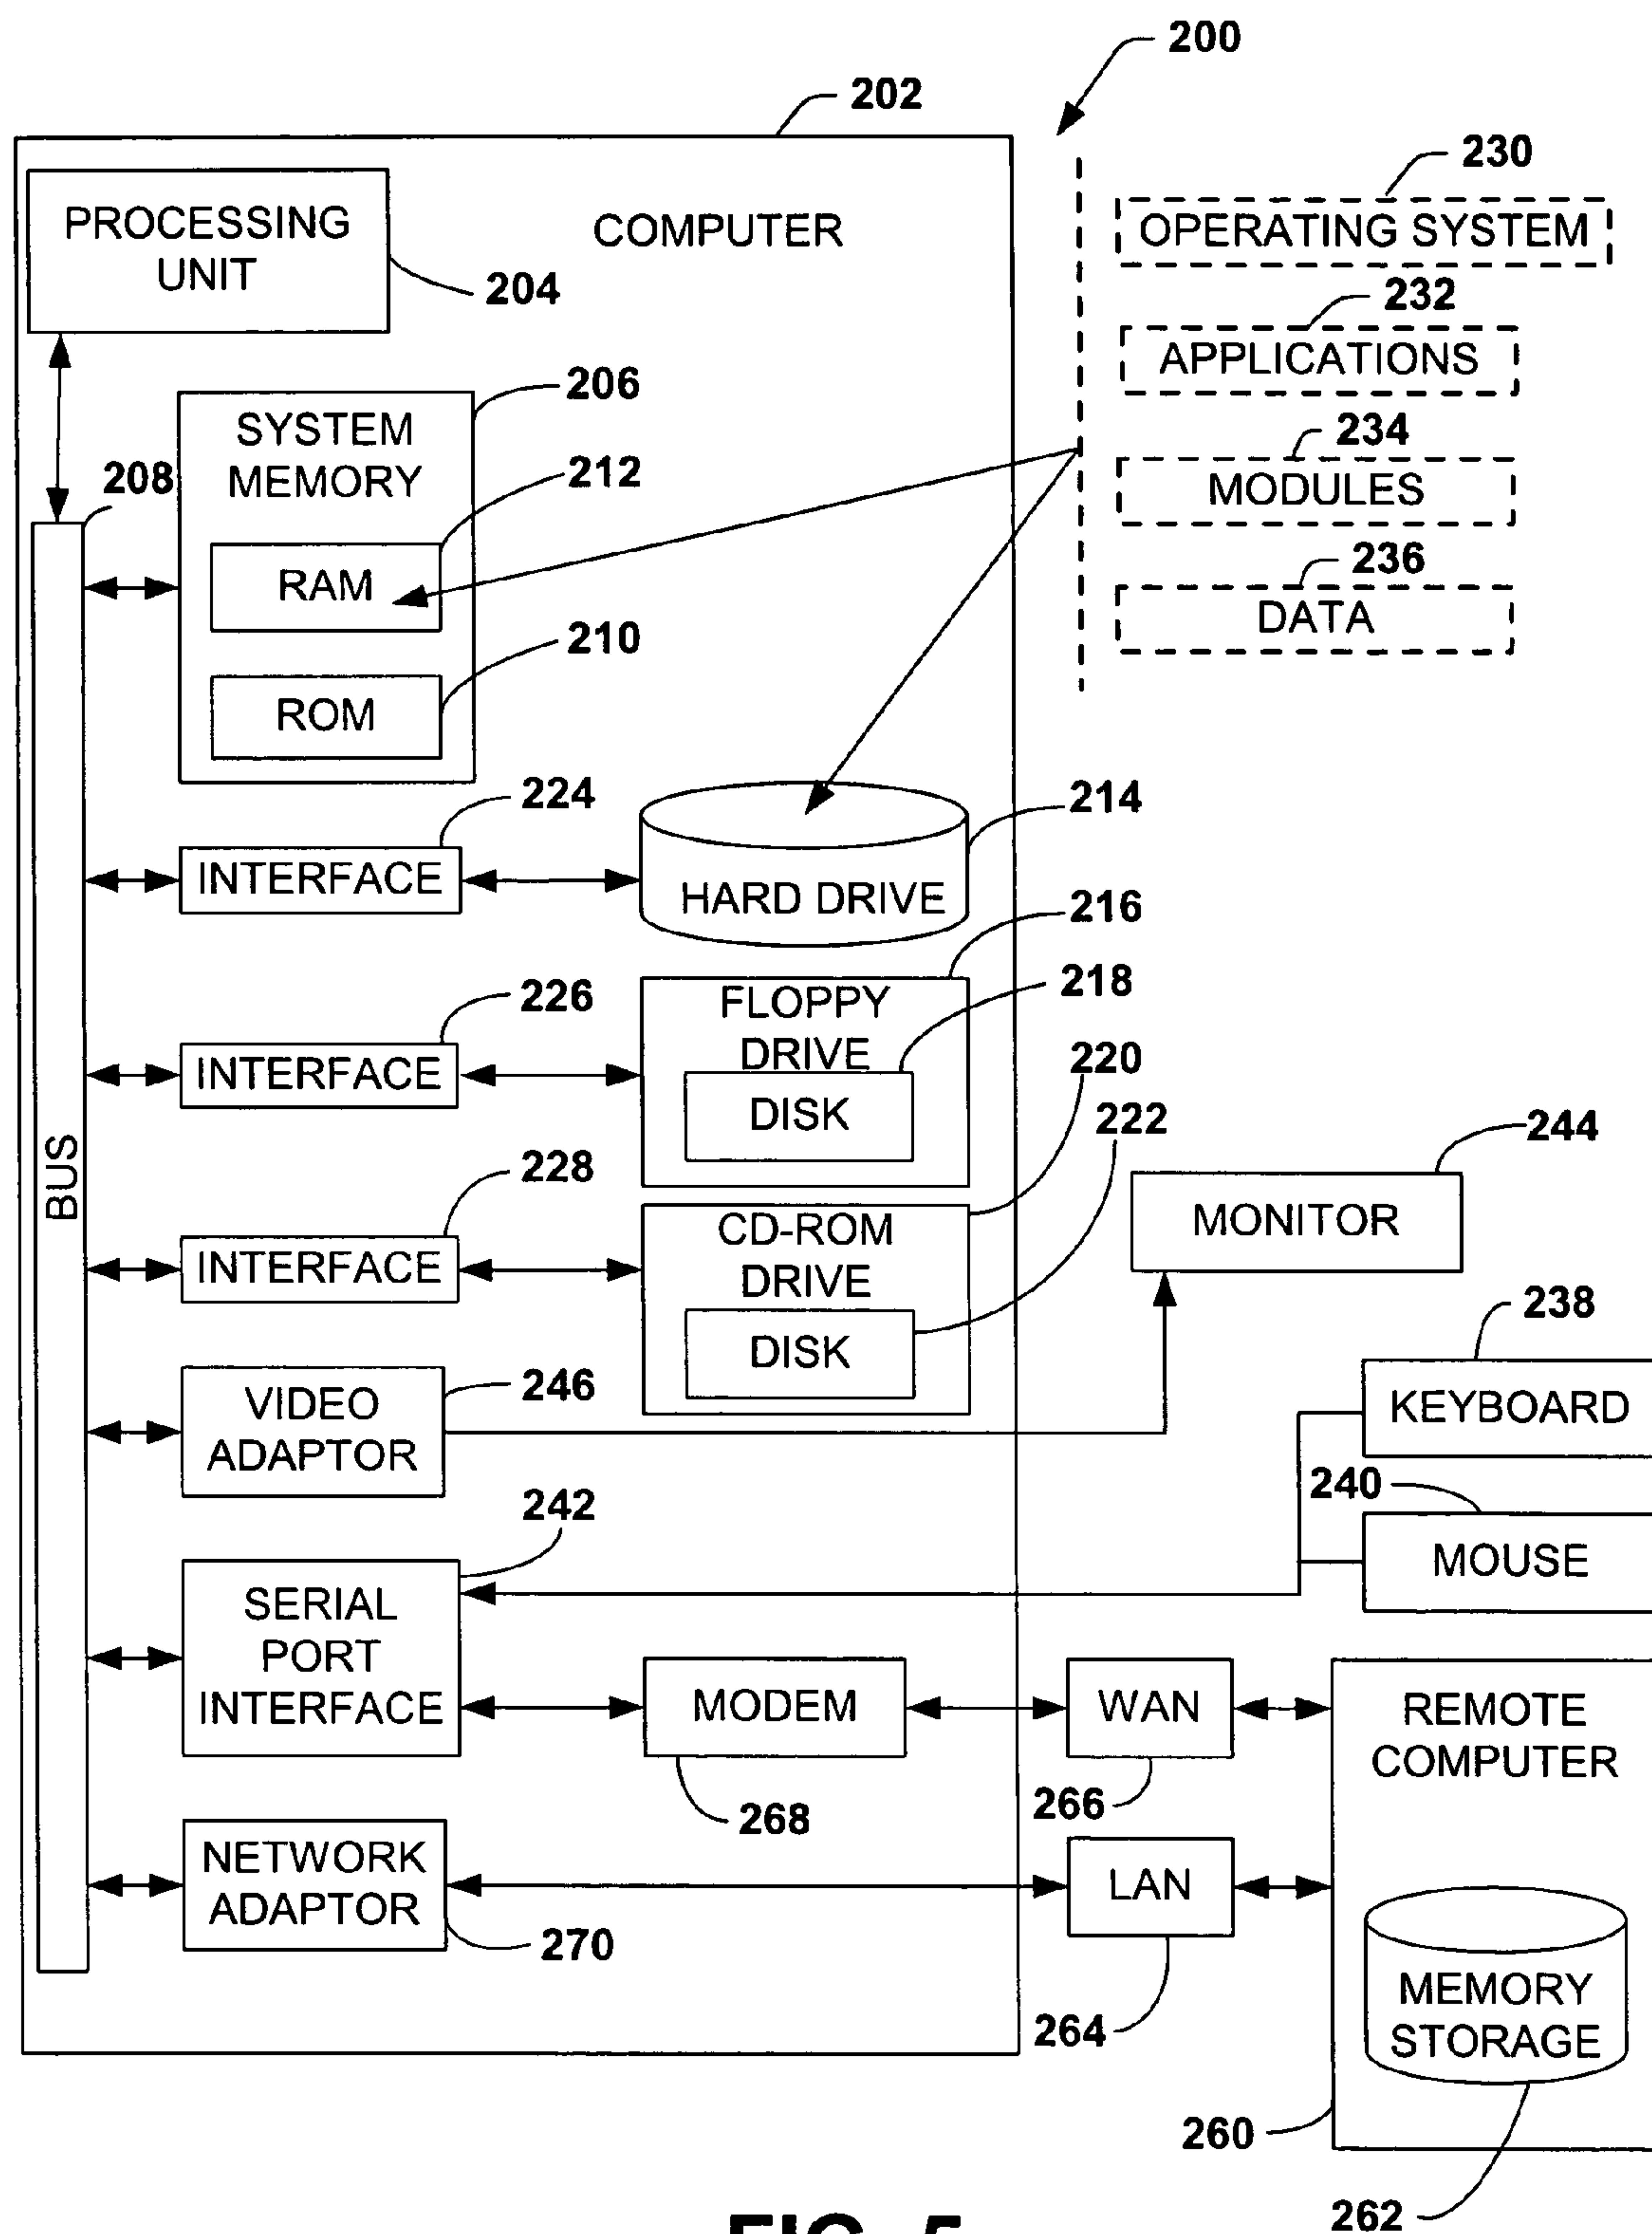 200
202
230
PROCESSING
UNIT
COMPUTER
OPERATING SYSTEM
204
232
APPLICATIONS
206
SYSTEM
MEMORY
234
208
212
MODULES
236
RAM
DATA
210
ROM
224
214
INTERFACE
HARD DRIVE
216
226
218
FLOPPY
DRIVE
INTERFACE
220
DISK
222
244
BUS
228
MONITOR
INTERFACE
CD-ROM
DRIVE
238
DISK
246
VIDEO
ADAPTOR
KEYBOARD
242
240
MOUSE
SERIAL
PORT
INTERFACE
MODEM
WAN
REMOTE
COMPUTER
268
266
NETWORK
ADAPTOR
LAN
270
264
MEMORY
STORAGE
260
262
FIG. 5